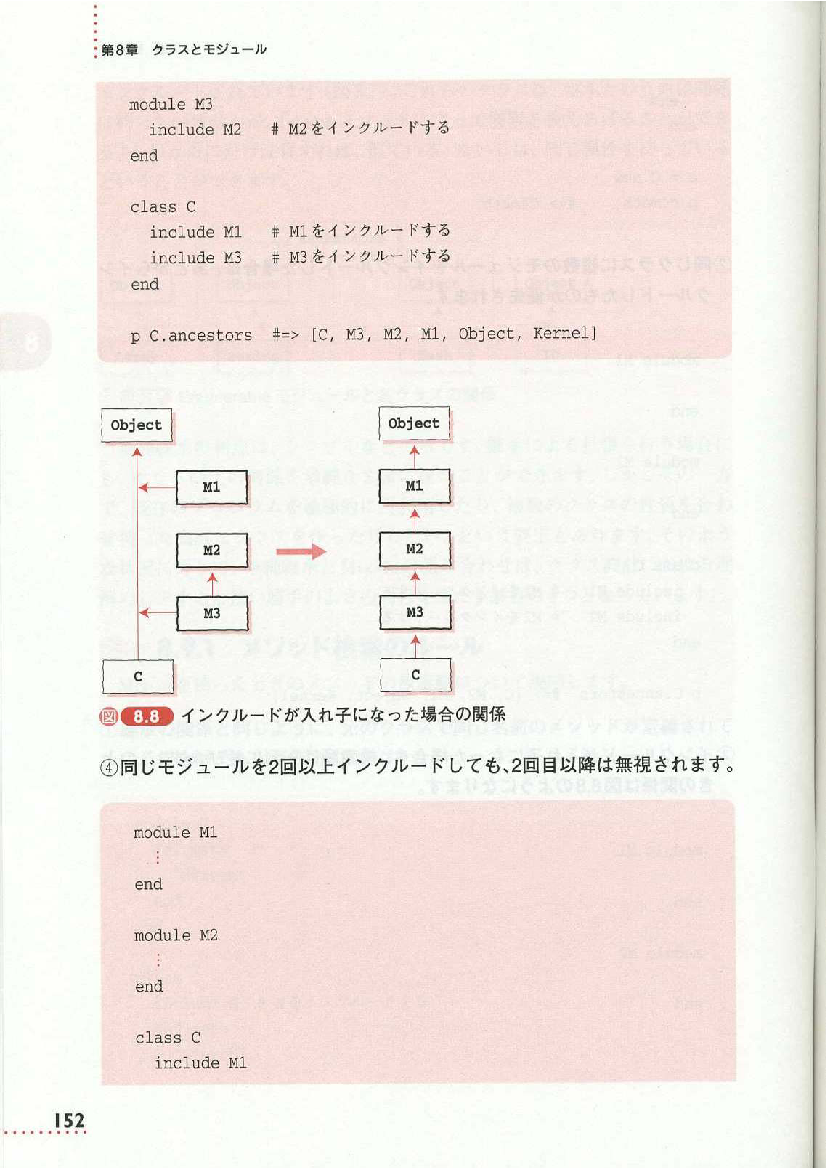 第8章 クラスとモジュール
module M3
include M2 # M2をインクルードする
end
class C
include M1 # M1をインクルードする
include M3 # M3をインクルードする
end
p C.ancestors #=> [C, M3, M2, M1, Object, Kernel]
8
Object
M1
M2
M3
C
Object
M1
M2
M3
C
図 8.8 インクルードが入れ子になった場合の関係
④同じモジュールを2回以上インクルードしても、2回目以降は無視されます。
module M1
⋮
end
module M2
⋮
end
class C
include M1
152